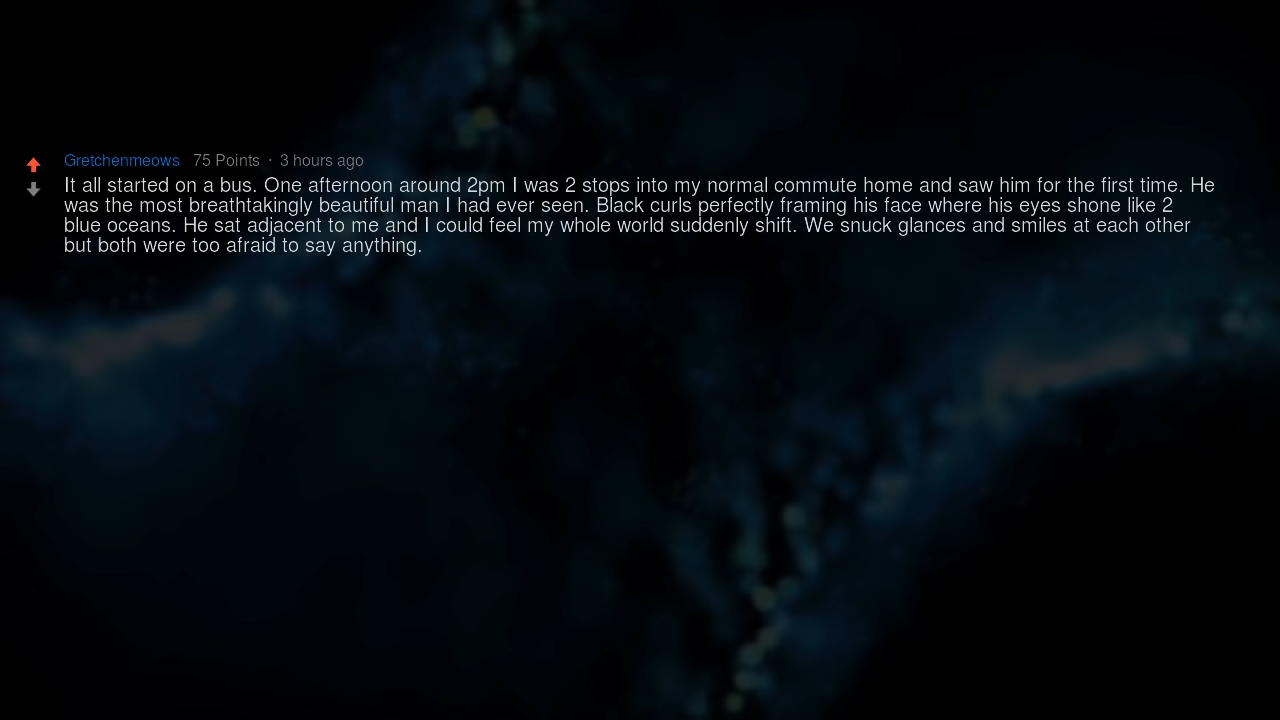 Gretchenmeows 75 Points · 3 hours ago
It all started on a bus. One afternoon around 2pm I was 2 stops into my normal commute home and saw him for the first time. He
was the most breathtakingly beautiful man I had ever seen. Black curls perfectly framing his face where his eyes shone like 2
blue oceans. He sat adjacent to me and I could feel my whole world suddenly shift. We snuck glances and smiles at each other
but both were too afraid to say anything.